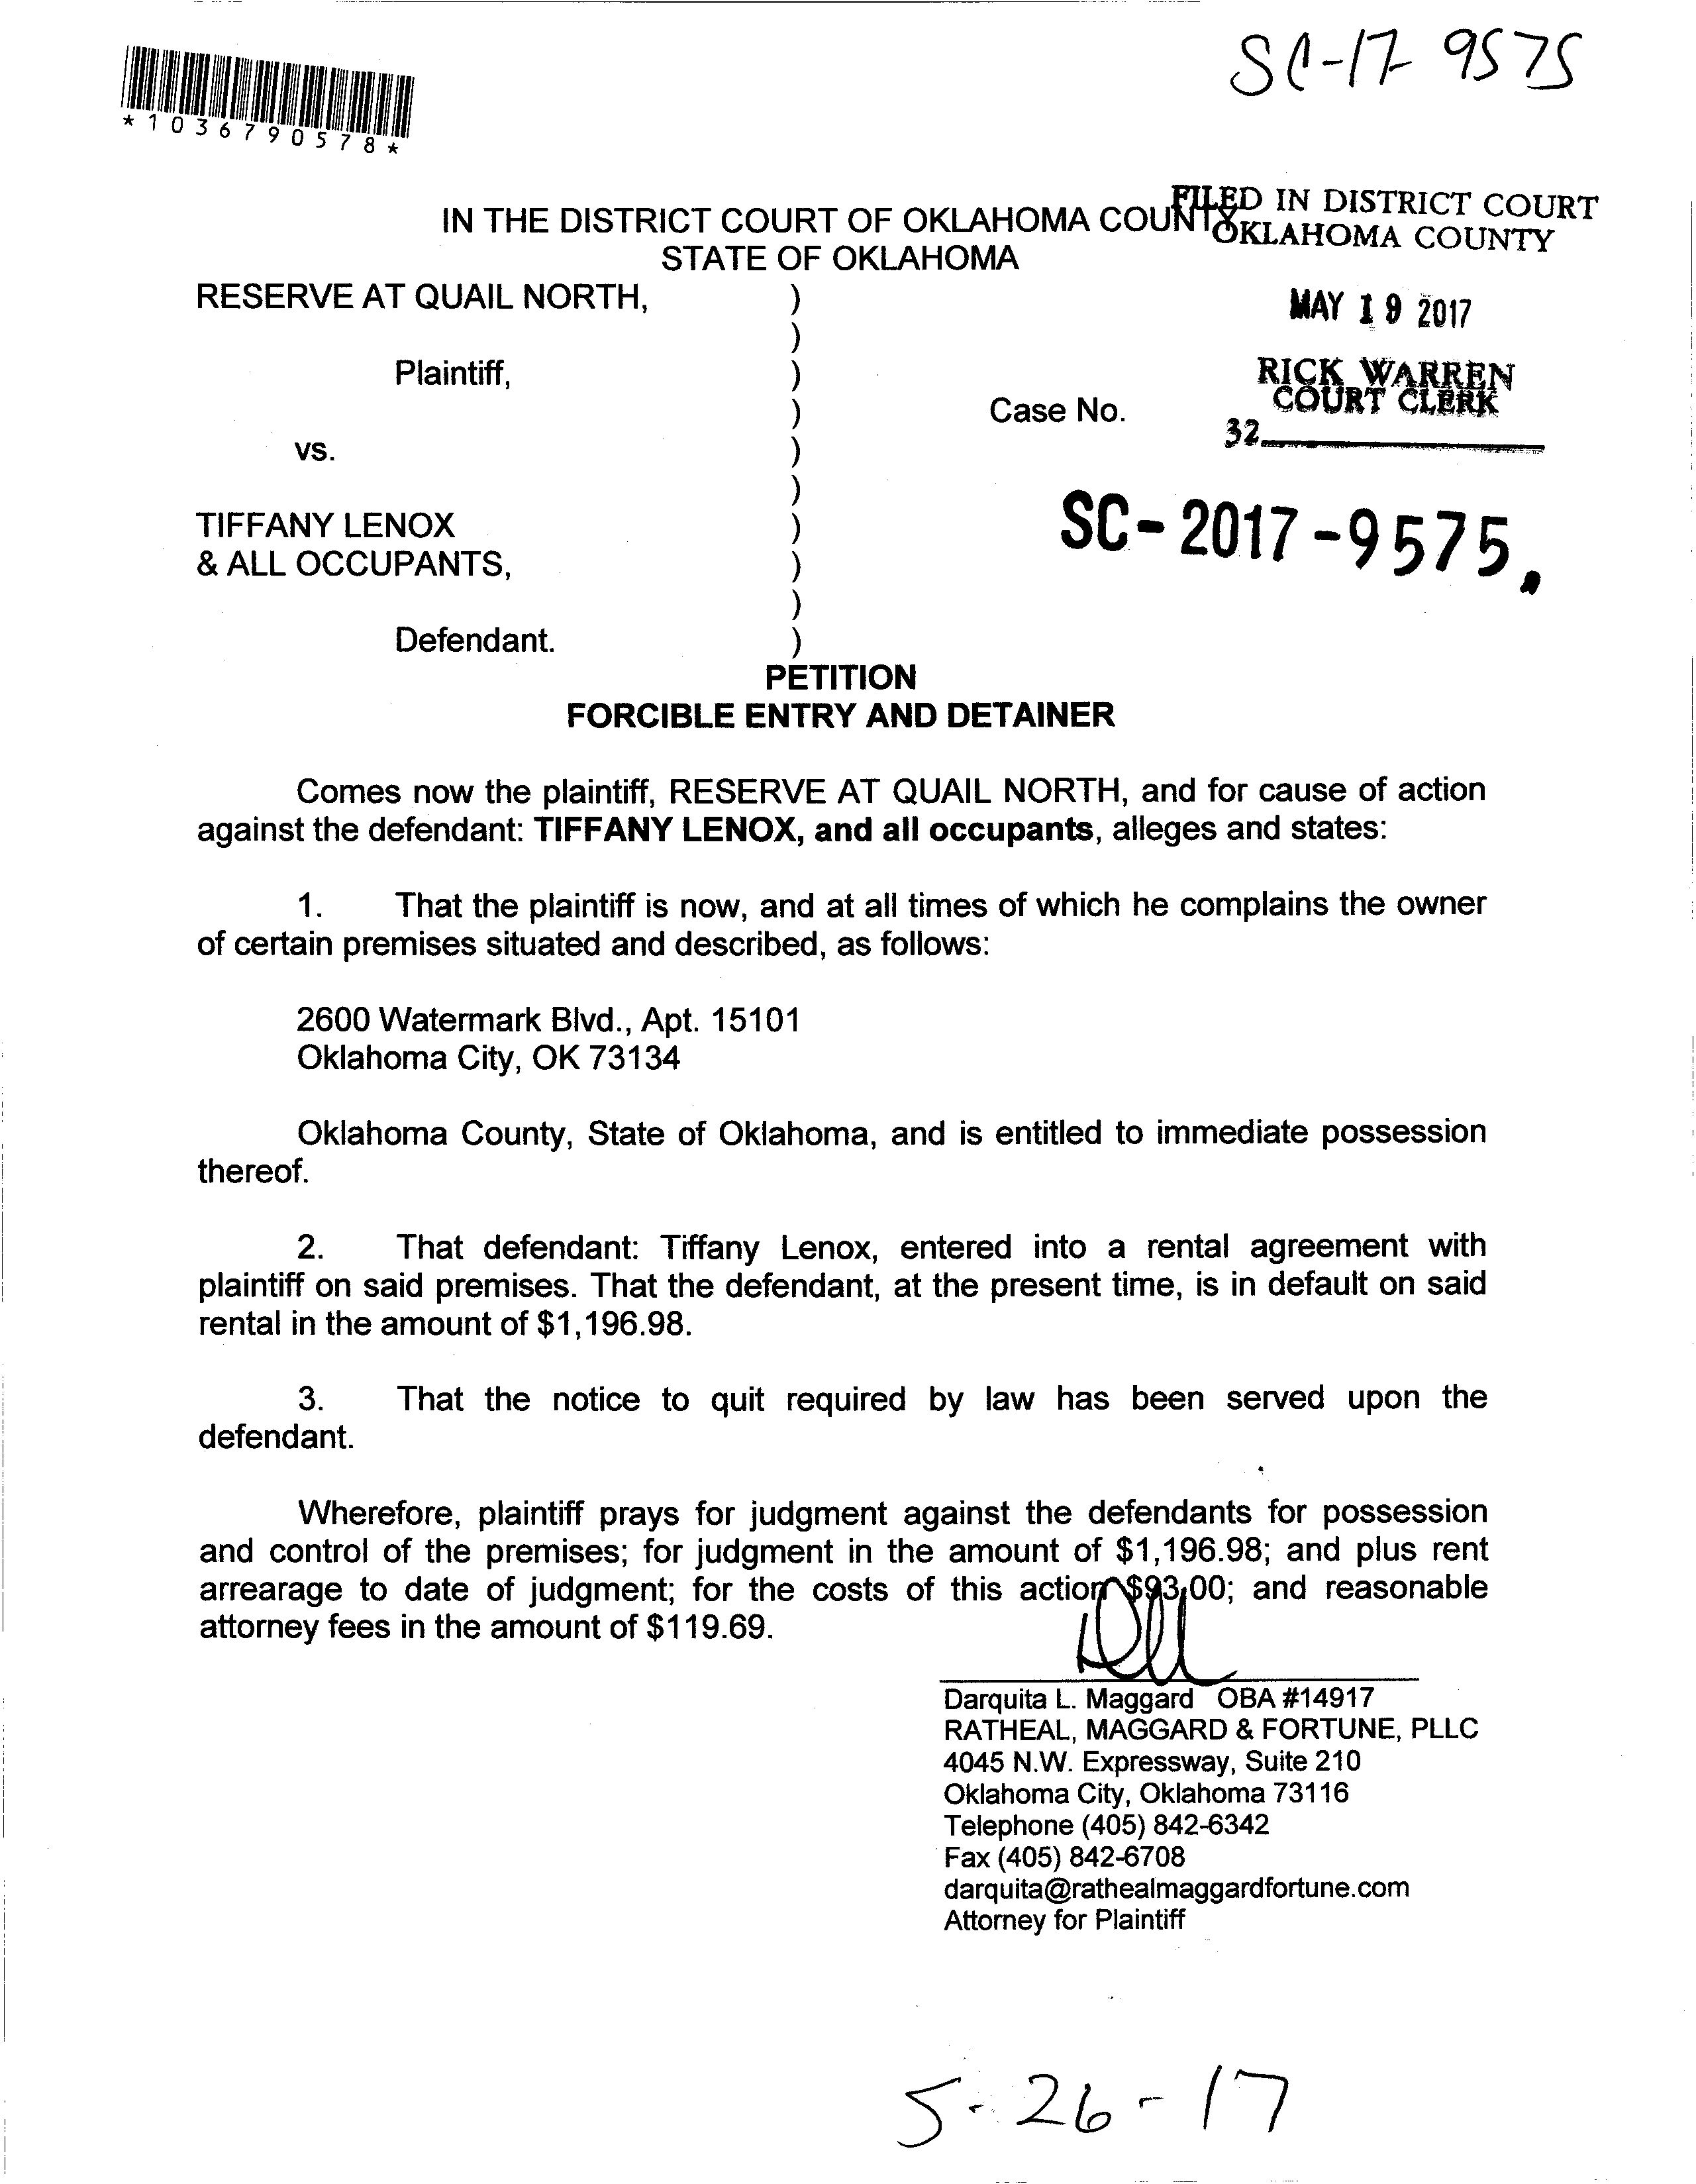 SC-17-9575
*1036790578*
IN THE DISTRICT COURT OF OKLAHOMA COUNTY
STATE OF OKLAHOMA
FILED IN DISTRICT COURT
OKLAHOMA COUNTY
MAY 19 2017
RICK WARREN
COURT CLERK
32
RESERVE AT QUAIL NORTH, )
)
Plaintiff, )
) Case No.
vs. )
)
TIFFANY LENOX ) SC-2017-9575
& ALL OCCUPANTS, )
)
Defendant. )
PETITION
FORCIBLE ENTRY AND DETAINER
Comes now the plaintiff, RESERVE AT QUAIL NORTH, and for cause of action
against the defendant: TIFFANY LENOX, and all occupants, alleges and states:
1. That the plaintiff is now, and at all times of which he complains the owner
of certain premises situated and described, as follows:
2600 Watermark Blvd., Apt. 15101
Oklahoma City, OK 73134
Oklahoma County, State of Oklahoma, and is entitled to immediate possession
thereof.
2. That defendant: Tiffany Lenox, entered into a rental agreement with
plaintiff on said premises. That the defendant, at the present time, is in default on said
rental in the amount of $1,196.98.
3. That the notice to quit required by law has been served upon the
defendant.
Wherefore, plaintiff prays for judgment against the defendants for possession
and control of the premises; for judgment in the amount of $1,196.98; and plus rent
arrearage to date of judgment; for the costs of this action $93.00; and reasonable
attorney fees in the amount of $119.69.
Darquita L. Maggard OBA #14917
RATHEAL, MAGGARD & FORTUNE, PLLC
4045 N.W. Expressway, Suite 210
Oklahoma City, Oklahoma 73116
Telephone (405) 842-6342
Fax (405) 842-6708
darquita@rathealmaggardfortune.com
Attorney for Plaintiff
5-26-17